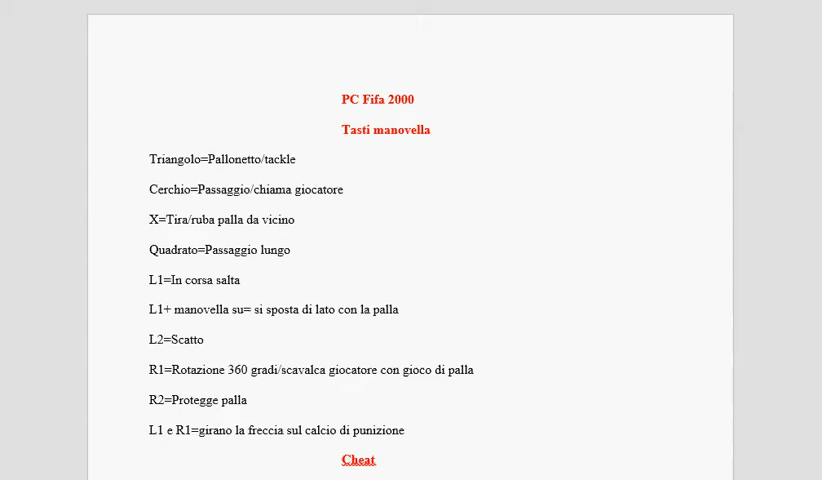 PC Fifa 2000
Tasti manovella
Triangolo=Pallonetto/tackle
Cerchio=Passaggio/chiama giocatore
X=Tira/ruba palla da vicino
Quadrato=Passaggio lungo
L1=In corsa salta
L1+ manovella su= si sposta di lato con la palla
L2=Scatto
R1=Rotazione 360 gradi/scavalca giocatore con gioco di palla
R2=Protegge palla
L1 e R1=girano la freccia sul calcio di punizione
Cheat